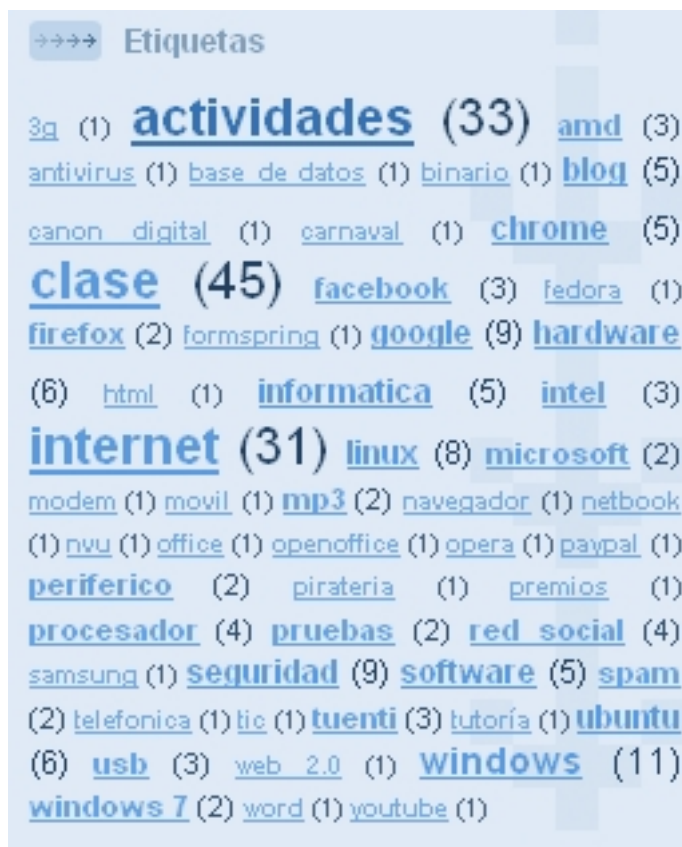 →→→→ Etiquetas
3g (1) actividades (33) amd (3)
antivirus (1) base de datos (1) binario (1) blog (5)
canon digital (1) carnaval (1) chrome (5)
clase (45) facebook (3) fedora (1)
firefox (2) formspring (1) google (9) hardware
(6) html (1) informatica (5) intel (3)
internet (31) linux (8) microsoft (2)
modem (1) movil (1) mp3 (2) navegador (1) netbook
(1) nvu (1) office (1) openoffice (1) opera (1) paypal (1)
periferico (2) pirateria (1) premios (1)
procesador (4) pruebas (2) red social (4)
samsung (1) seguridad (9) software (5) spam
(2) telefonica (1) tic (1) tuenti (3) tutoría (1) ubuntu
(6) usb (3) web 2.0 (1) windows (11)
windows 7 (2) word (1) youtube (1)